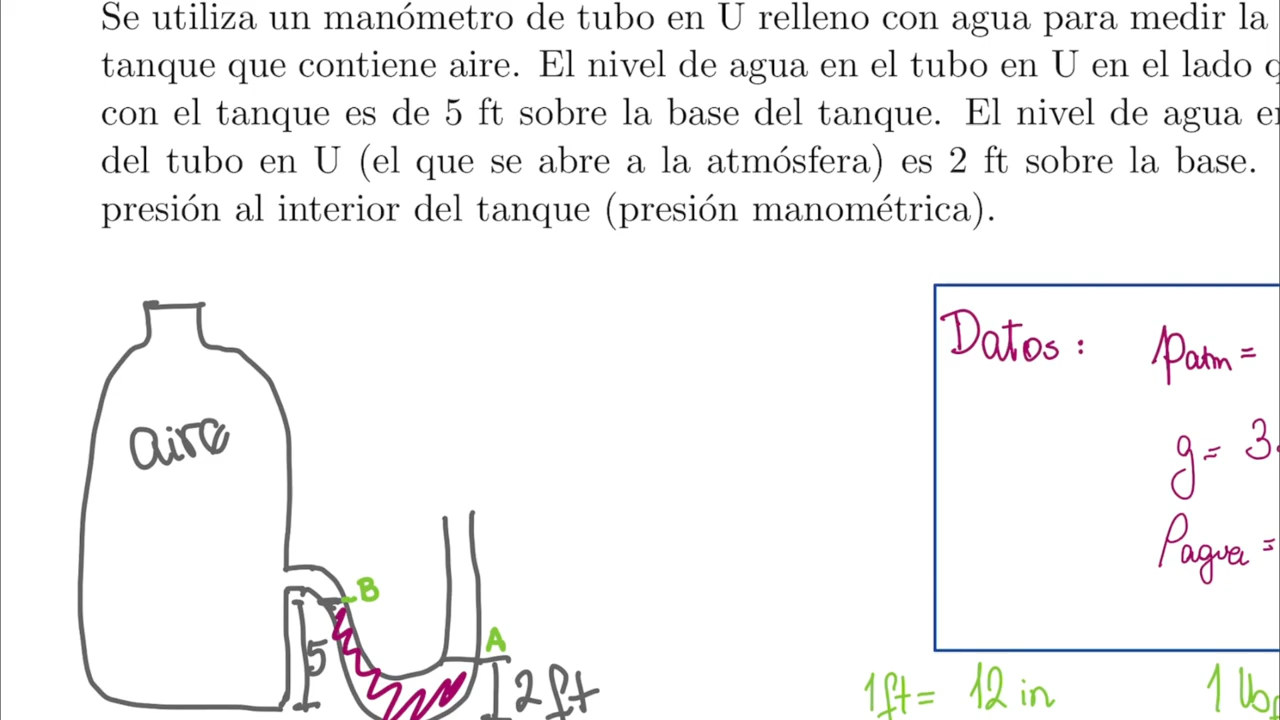 Se utiliza un manómetro de tubo en U relleno con agua para medir la
tanque que contiene aire. El nivel de agua en el tubo en U en el lado
con el tanque es de 5 ft sobre la base del tanque. El nivel de agua
del tubo en U (el que se abre a la atmósfera) es 2 ft sobre la base.
presión al interior del tanque (presión manométrica).
Datos: Patm =
aire
g= 3.
Pagua =
B
A
5
2 ft
1ft = 12 in
1